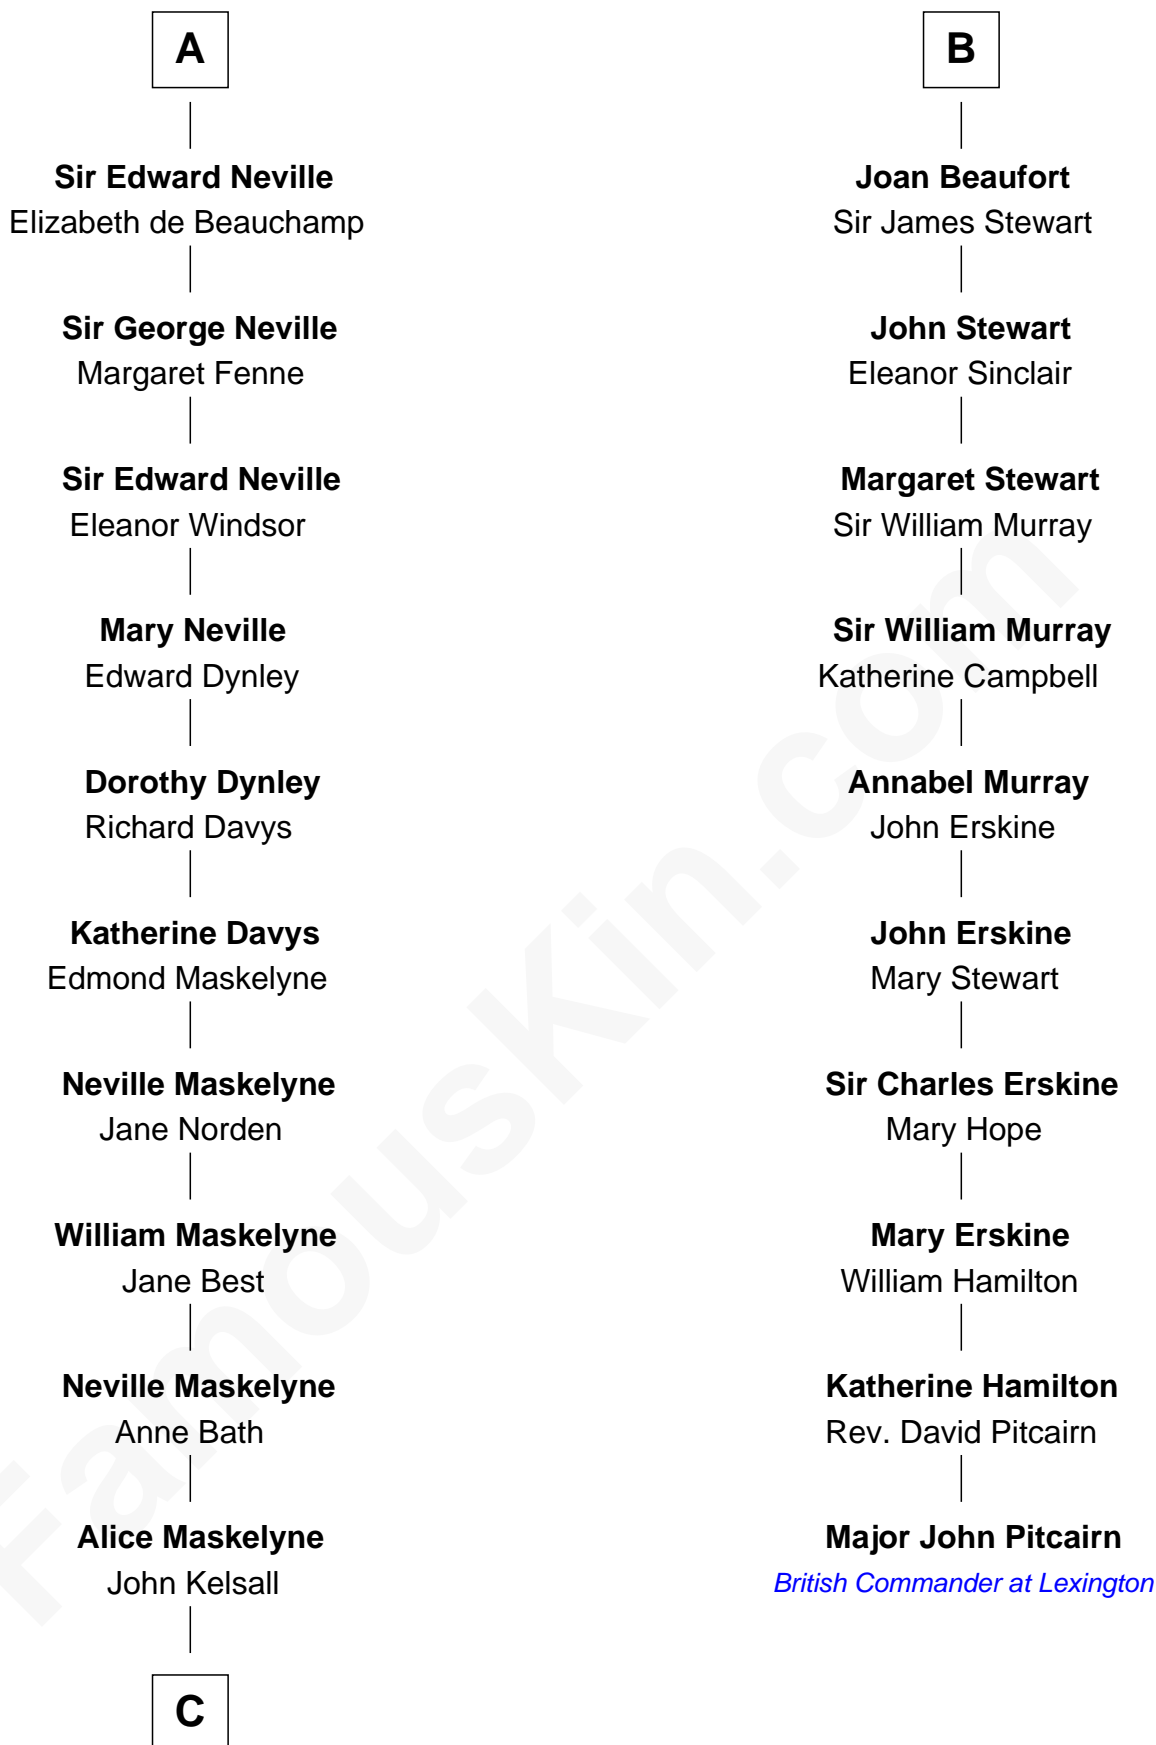 A
Sir Edward Neville
Elizabeth de Beauchamp
Sir George Neville
Margaret Fenne
Sir Edward Neville
Eleanor Windsor
Mary Neville
Edward Dynley
Dorothy Dynley
Richard Davys
Katherine Davys
Edmond Maskelyne
Neville Maskelyne
Jane Norden
William Maskelyne
Jane Best
Neville Maskelyne
Anne Bath
Alice Maskelyne
John Kelsall
C
B
Joan Beaufort
Sir James Stewart
John Stewart
Eleanor Sinclair
Margaret Stewart
Sir William Murray
Sir William Murray
Katherine Campbell
Annabel Murray
John Erskine
John Erskine
Mary Stewart
Sir Charles Erskine
Mary Hope
Mary Erskine
William Hamilton
Katherine Hamilton
Rev. David Pitcairn
Major John Pitcairn
British Commander at Lexington
FamousKin.com